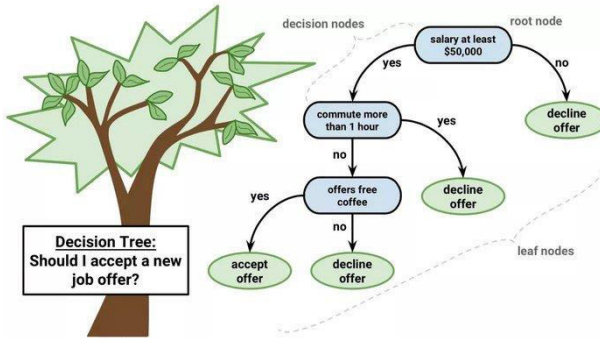 decision nodes
root node
salary at least
$50,000
yes
no
commute more
than 1 hour
decline
offer
yes
no
offers free
coffee
decline
offer
yes
no
leaf nodes
accept
offer
decline
offer
Decision Tree:
Should I accept a new
job offer?